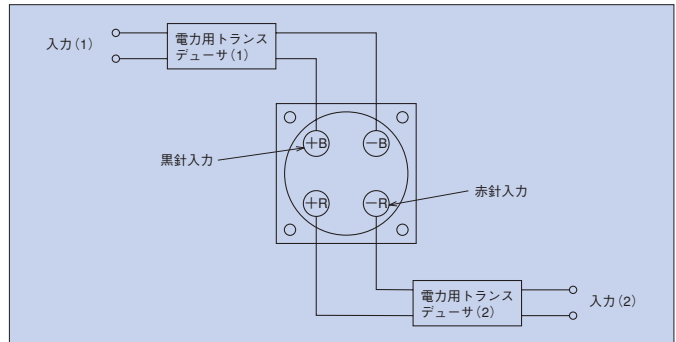 入力(1)
電力用トランス
デューサ(1)
+B
-B
黒針入力
+R
-R
赤針入力
電力用トランス
デューサ(2)
入力(2)